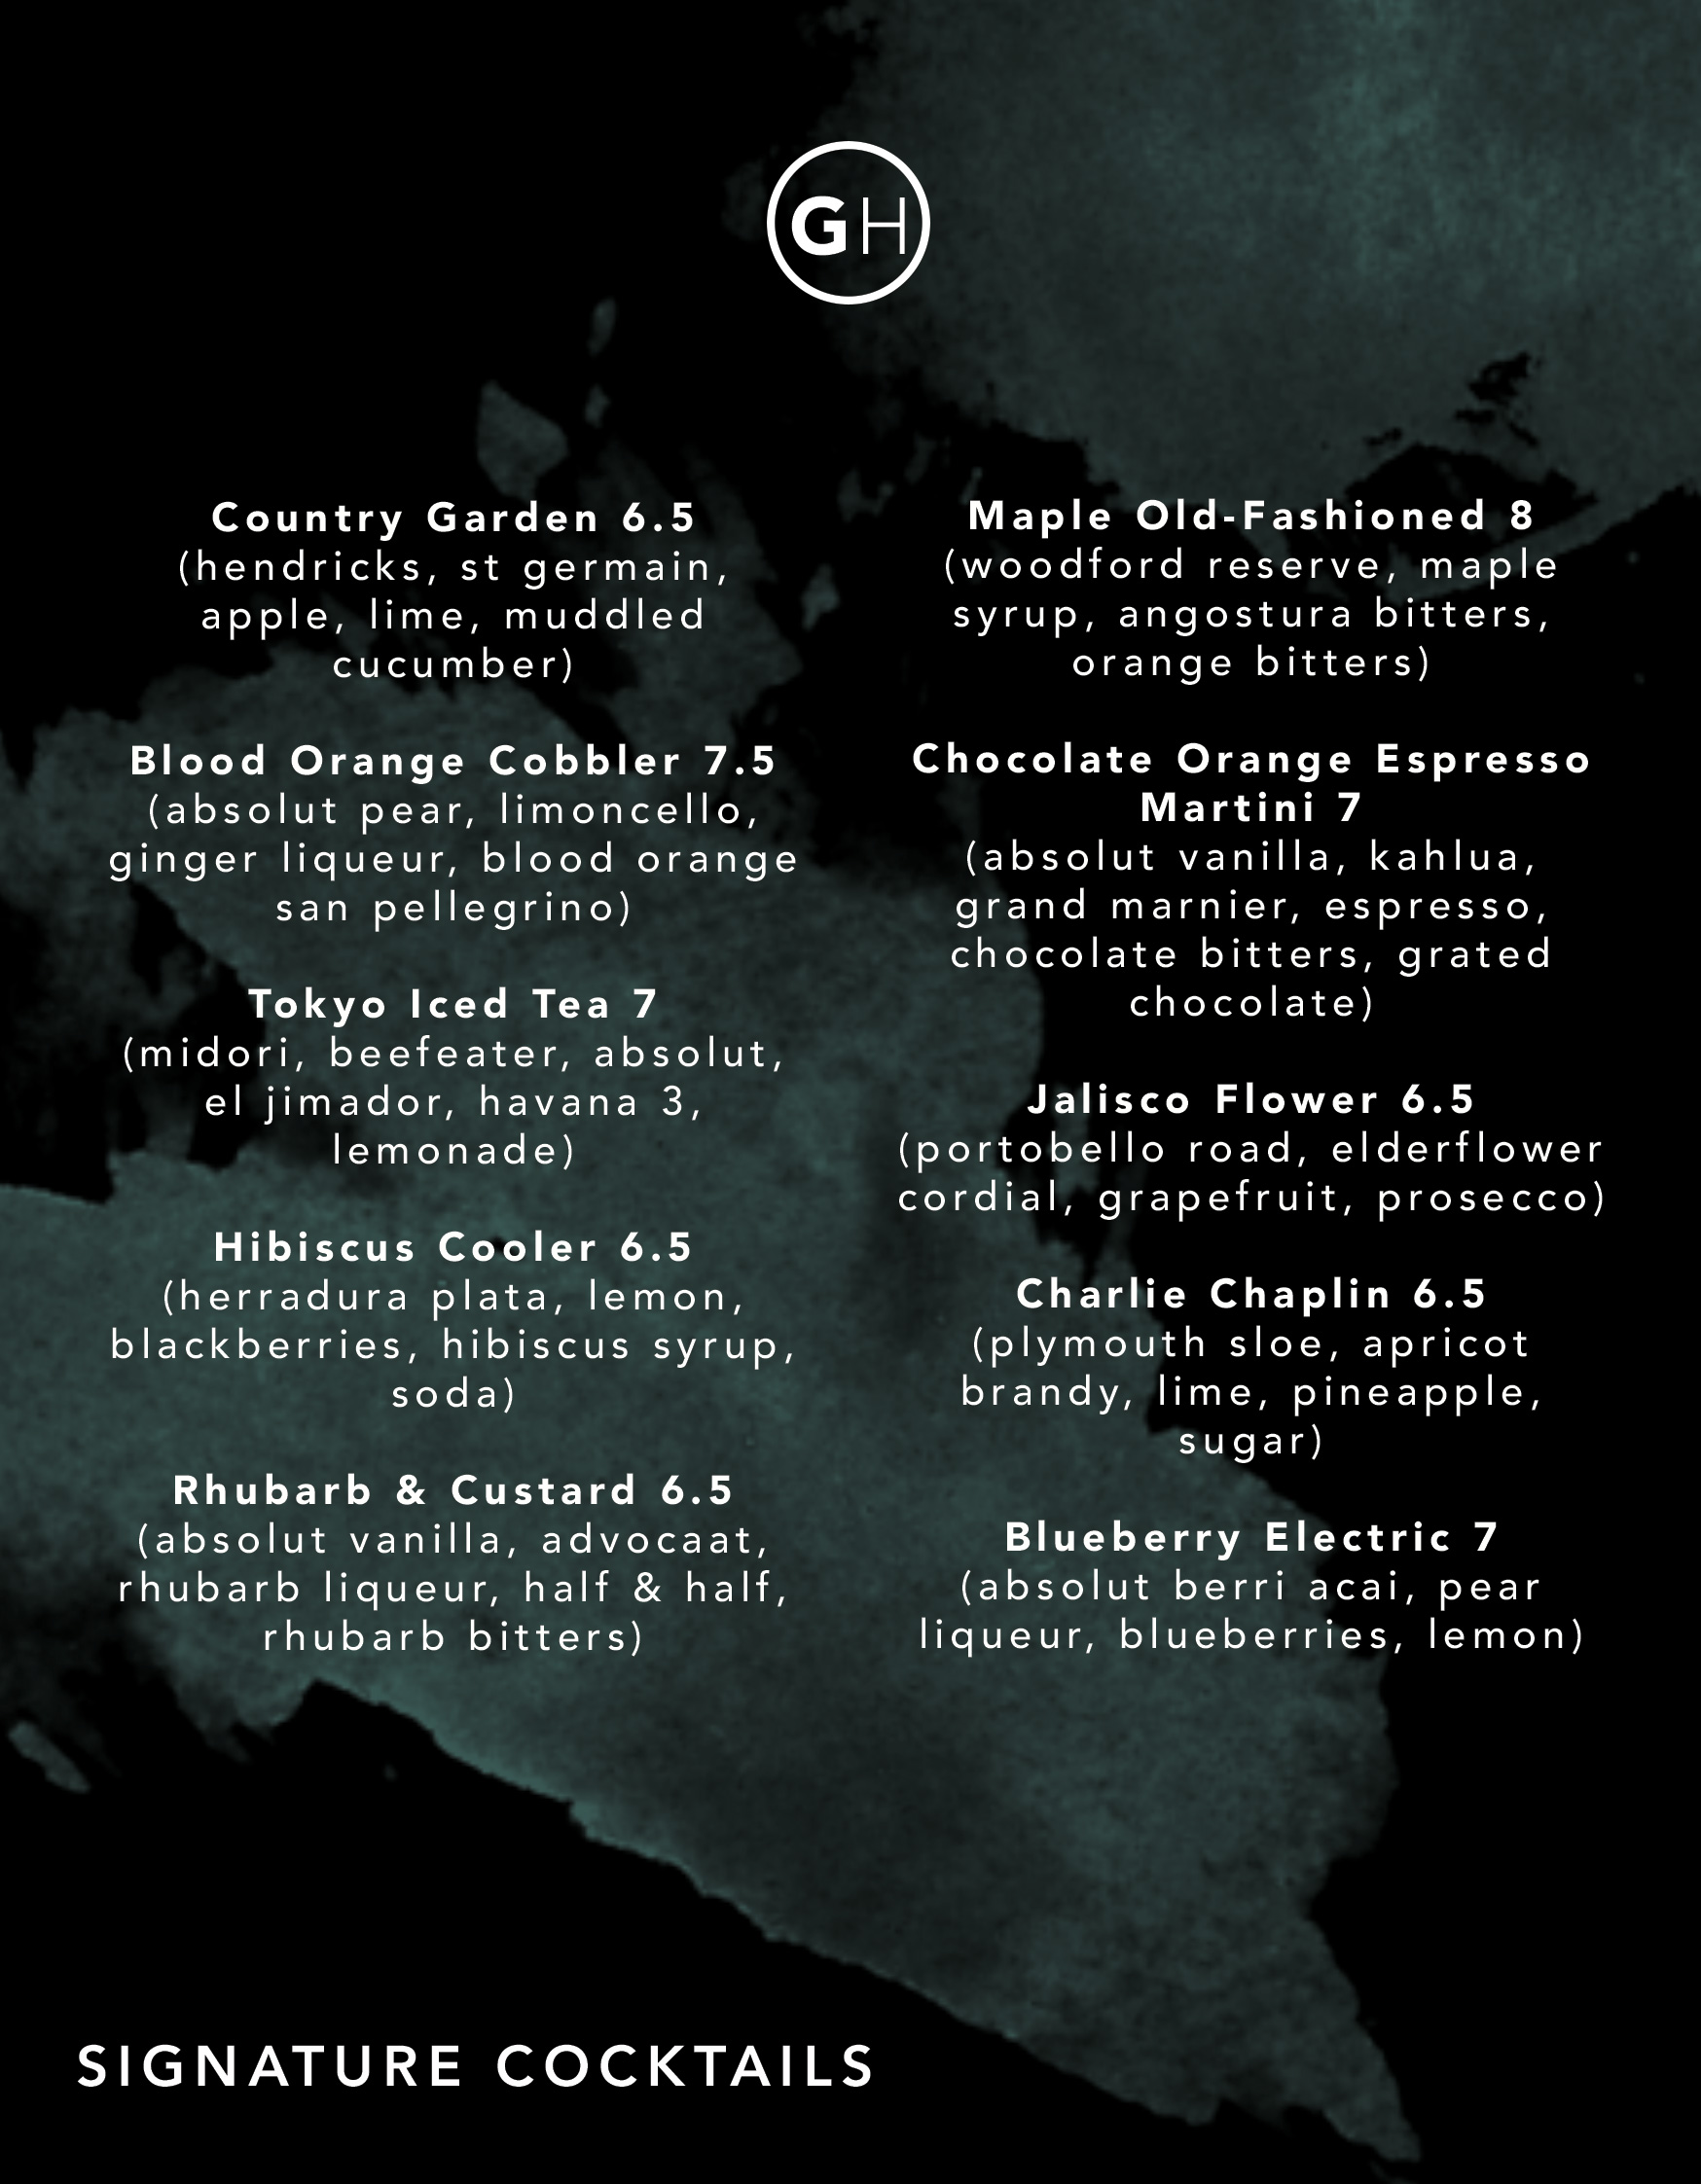 GH
Country Garden 6.5
(hendricks, st germain,
apple, lime, muddled
cucumber)
Blood Orange Cobbler 7.5
(absolut pear, limoncello,
ginger liqueur, blood orange
san pellegrino)
Tokyo Iced Tea 7
(midori, beefeater, absolut,
el jimador, havana 3,
lemonade)
Hibiscus Cooler 6.5
(herradura plata, lemon,
blackberries, hibiscus syrup,
soda)
Rhubarb & Custard 6.5
(absolut vanilla, advocaat,
rhubarb liqueur, half & half,
rhubarb bitters)
Maple Old-Fashioned 8
(woodford reserve, maple
syrup, angostura bitters,
orange bitters)
Chocolate Orange Espresso
Martini 7
(absolut vanilla, kahlua,
grand marnier, espresso,
chocolate bitters, grated
chocolate)
Jalisco Flower 6.5
(portobello road, elderflower
cordial, grapefruit, prosecco)
Charlie Chaplin 6.5
(plymouth sloe, apricot
brandy, lime, pineapple,
sugar)
Blueberry Electric 7
(absolut berri acai, pear
liqueur, blueberries, lemon)
SIGNATURE COCKTAILS